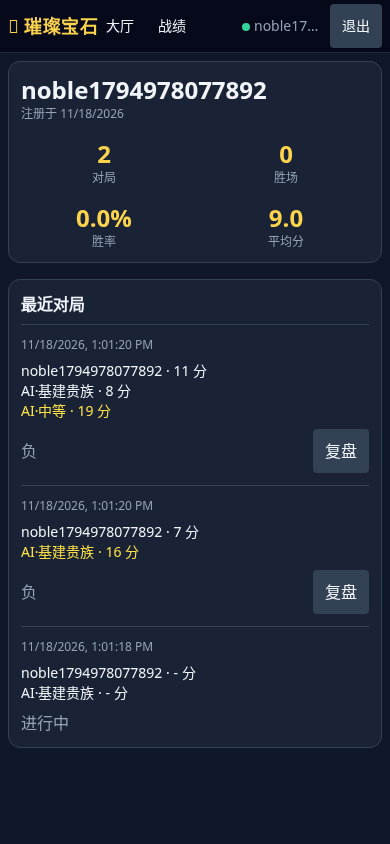 璀璨宝石 大厅 战绩 noble17... 退出
noble1794978077892
注册于 11/18/2026
2 0
对局 胜场
0.0% 9.0
胜率 平均分
最近对局
11/18/2026, 1:01:20 PM
noble1794978077892 · 11 分
AI·基建贵族 · 8 分
AI·中等 · 19 分
负 复盘
11/18/2026, 1:01:20 PM
noble1794978077892 · 7 分
AI·基建贵族 · 16 分
负 复盘
11/18/2026, 1:01:18 PM
noble1794978077892 · - 分
AI·基建贵族 · - 分
进行中